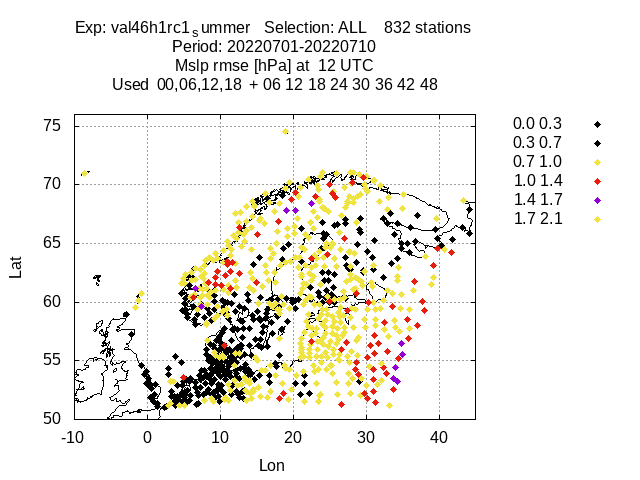 Exp: val46h1rc1summer Selection: ALL 832 stations
Period: 20220701-20220710
Mslp rmse [hPa] at 12 UTC
Used 00,06,12,18 + 06 12 18 24 30 36 42 48
0.0 0.3
0.3 0.7
0.7 1.0
1.0 1.4
1.4 1.7
1.7 2.1
75
70
65
60
55
50
Lat
-10 0 10 20 30 40
Lon